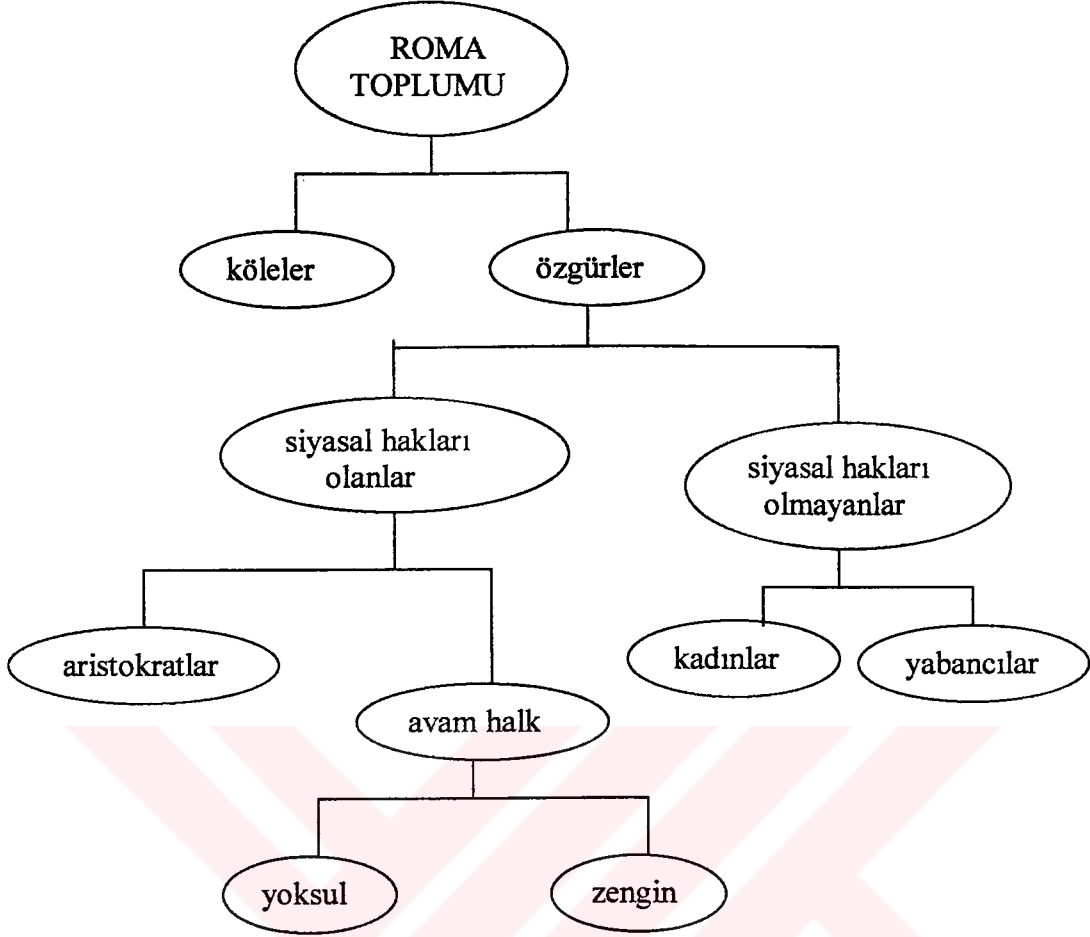 ROMA
TOPLUMU
köleler
özgürler
siyasal hakları
olanlar
siyasal hakları
olmayanlar
aristokratlar
kadınlar
yabancılar
avam halk
yoksul
zengin